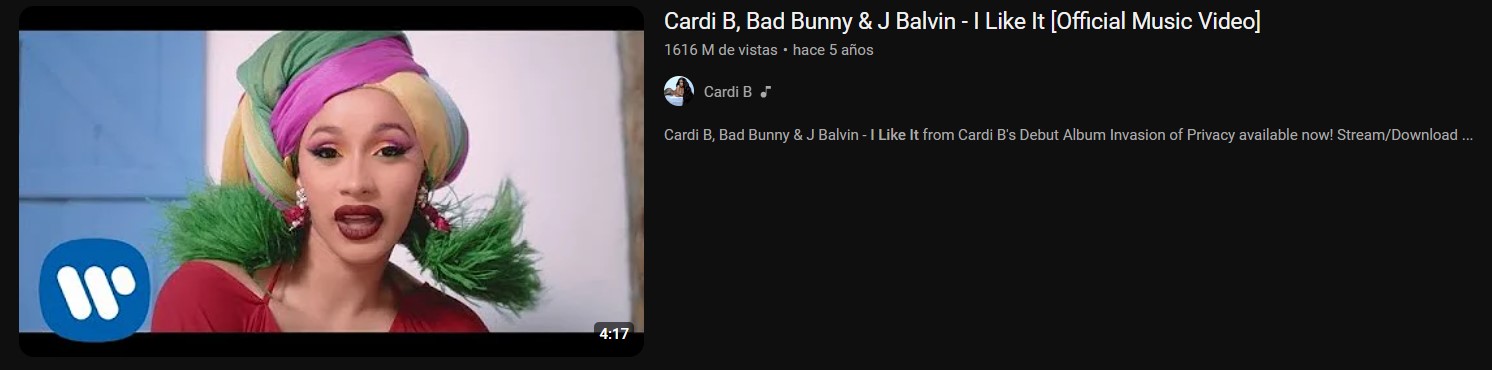 Cardi B, Bad Bunny & J Balvin - I Like It [Official Music Video]
1616 M de vistas • hace 5 años
Cardi B
Cardi B, Bad Bunny & J Balvin - I Like It from Cardi B's Debut Album Invasion of Privacy available now! Stream/Download ...
4:17